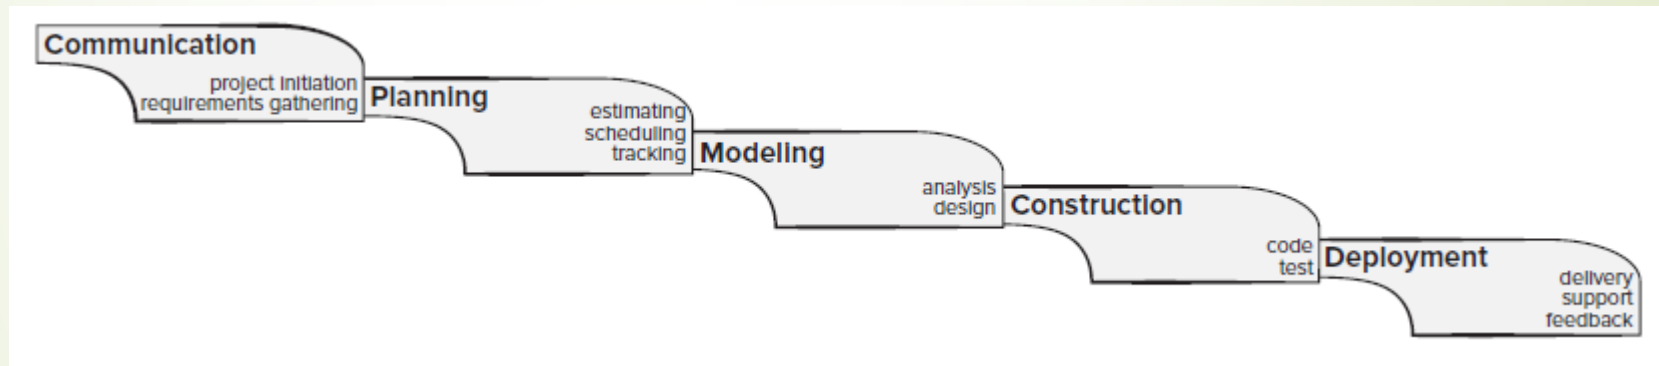 Communication
project initiation
requirements gathering
Planning
estimating
scheduling
tracking
Modeling
analysis
design
Construction
code
test
Deployment
delivery
support
feedback